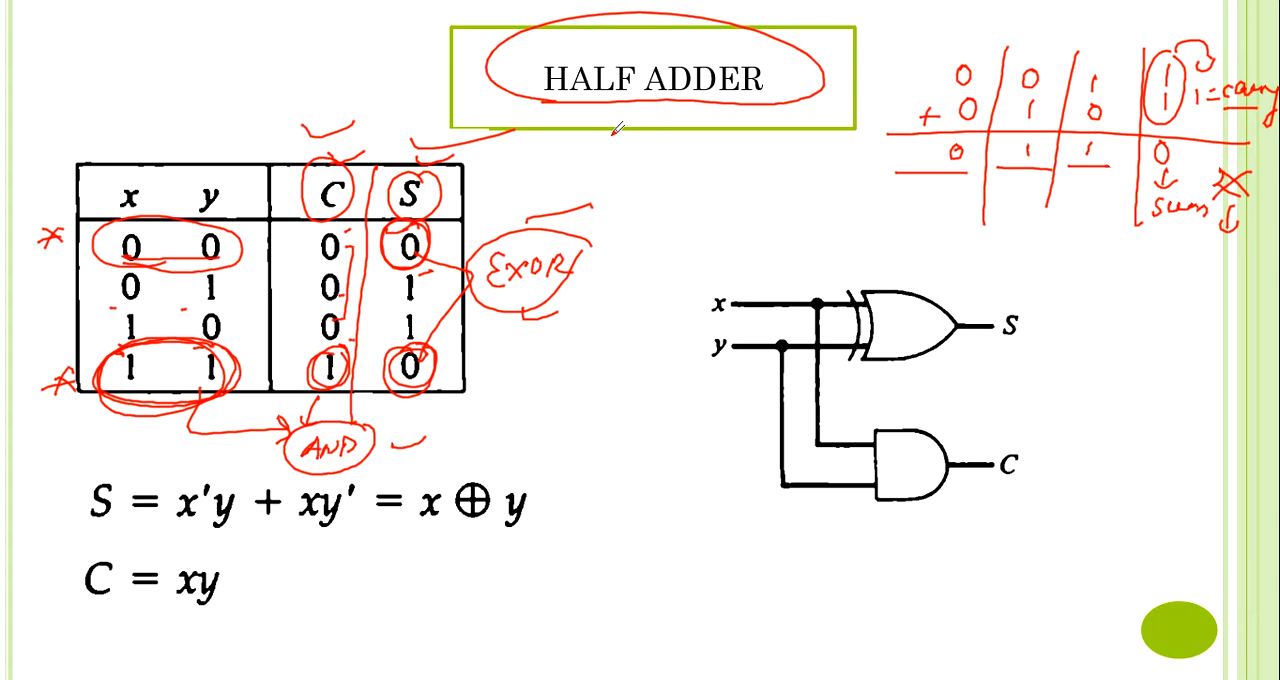 HALF ADDER
0 0 1 1
+ 0 1 0 1 1 = carry
0 1 1 0
sum
x y C S
0 0 0 0
0 1 0 1
1 0 0 1
1 1 1 0
EXOR
AND
x
y
S
C
S = x'y + xy' = x ⊕ y
C = xy